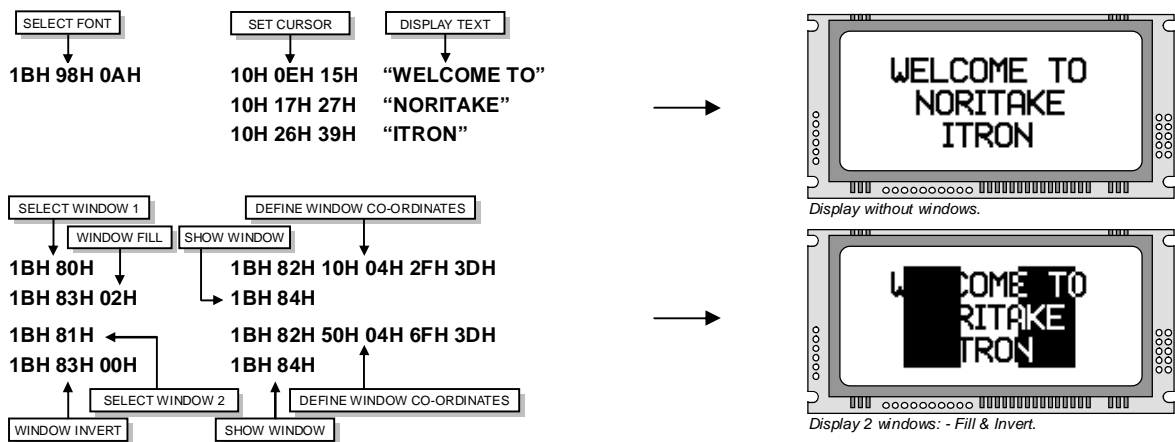 SELECT FONT
SET CURSOR
DISPLAY TEXT
1BH 98H 0AH
10H 0EH 15H “WELCOME TO”
10H 17H 27H “NORITAKE”
10H 26H 39H “ITRON”
WELCOME TO
NORITAKE
ITRON
Display without windows.
SELECT WINDOW 1
DEFINE WINDOW CO-ORDINATES
WINDOW FILL
SHOW WINDOW
1BH 80H
1BH 82H 10H 04H 2FH 3DH
1BH 83H 02H
1BH 84H
1BH 81H
1BH 82H 50H 04H 6FH 3DH
1BH 83H 00H
1BH 84H
SELECT WINDOW 2
DEFINE WINDOW CO-ORDINATES
WINDOW INVERT
SHOW WINDOW
COME TO
RITAKE
TRON
Display 2 windows: - Fill & Invert.